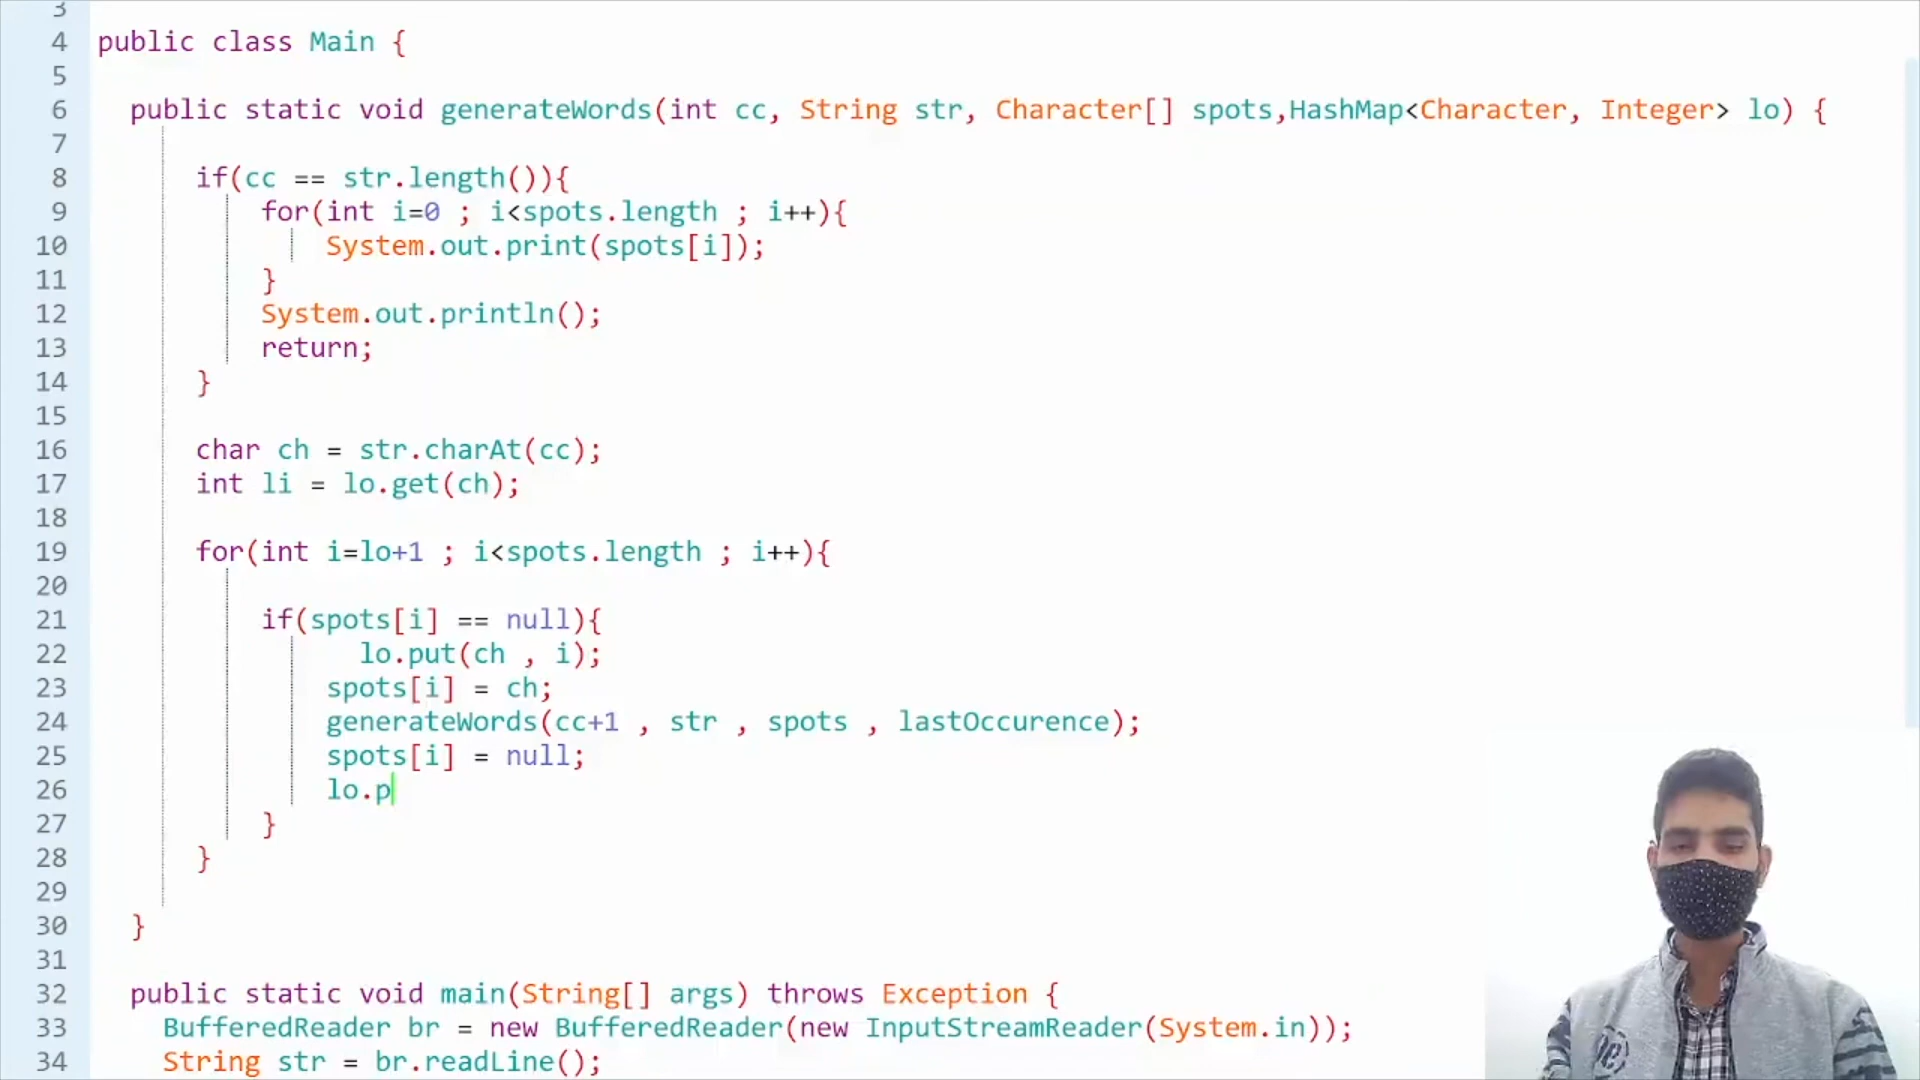 3
4 public class Main {
5
6 public static void generateWords(int cc, String str, Character[] spots,HashMap<Character, Integer> lo) {
7
8 if(cc == str.length()){
9 for(int i=0 ; i<spots.length ; i++){
10 System.out.print(spots[i]);
11 }
12 System.out.println();
13 return;
14 }
15
16 char ch = str.charAt(cc);
17 int li = lo.get(ch);
18
19 for(int i=lo+1 ; i<spots.length ; i++){
20
21 if(spots[i] == null){
22 lo.put(ch , i);
23 spots[i] = ch;
24 generateWords(cc+1 , str , spots , lastOccurence);
25 spots[i] = null;
26 lo.p
27 }
28 }
29
30 }
31
32 public static void main(String[] args) throws Exception {
33 BufferedReader br = new BufferedReader(new InputStreamReader(System.in));
34 String str = br.readLine();